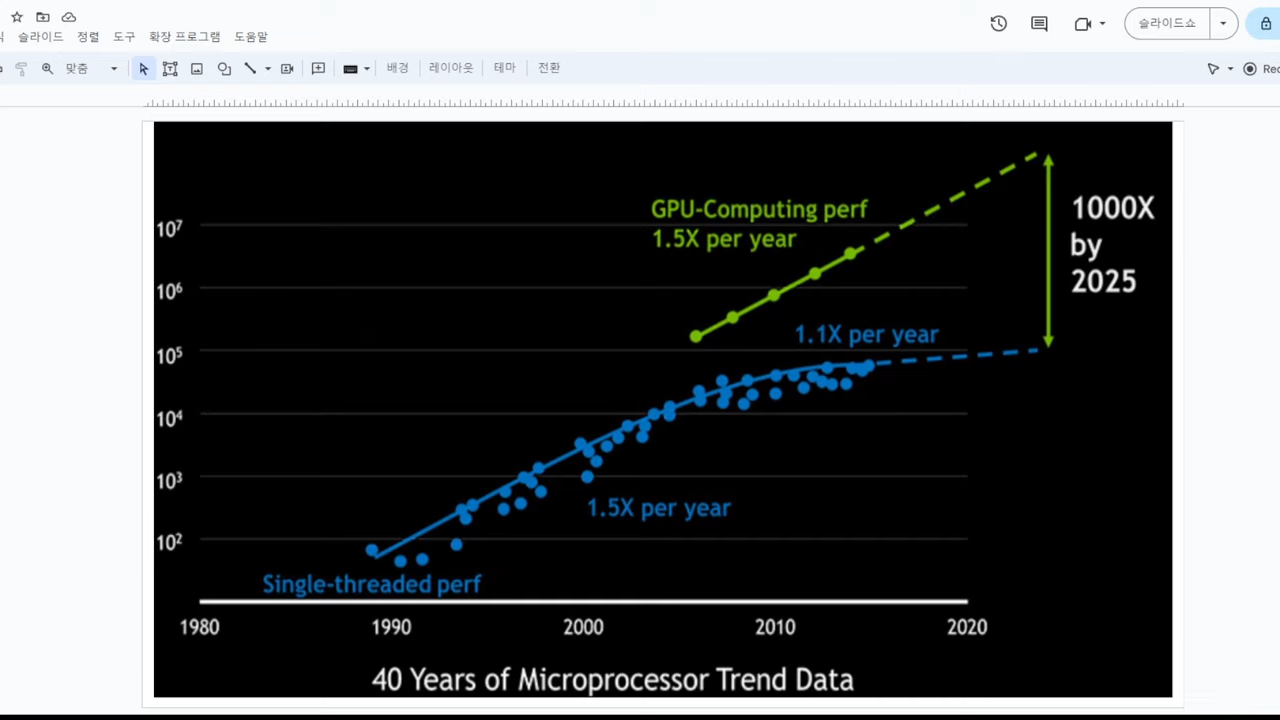 슬라이드 정렬 도구 확장 프로그램 도움말
슬라이드쇼
맞춤 배경 레이아웃 테마 전환
GPU-Computing perf
1.5X per year
1000X
by
2025
10⁷
10⁶
1.1X per year
10⁵
10⁴
10³
1.5X per year
10²
Single-threaded perf
1980 1990 2000 2010 2020
40 Years of Microprocessor Trend Data